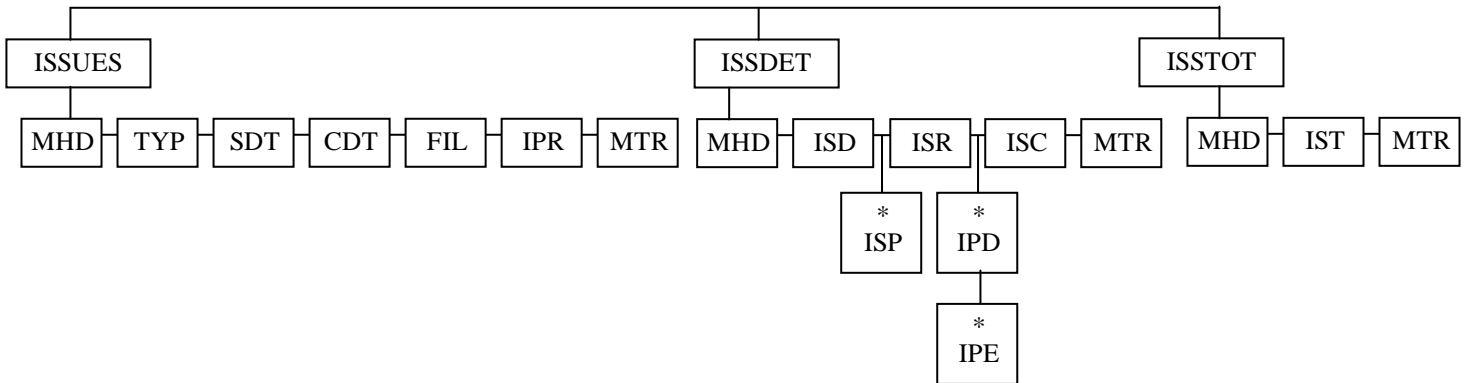 ISSUES ISSDET ISSTOT
MHD TYP SDT CDT FIL IPR MTR MHD ISD ISR ISC MTR MHD IST MTR
* *
ISP IPD
*
IPE